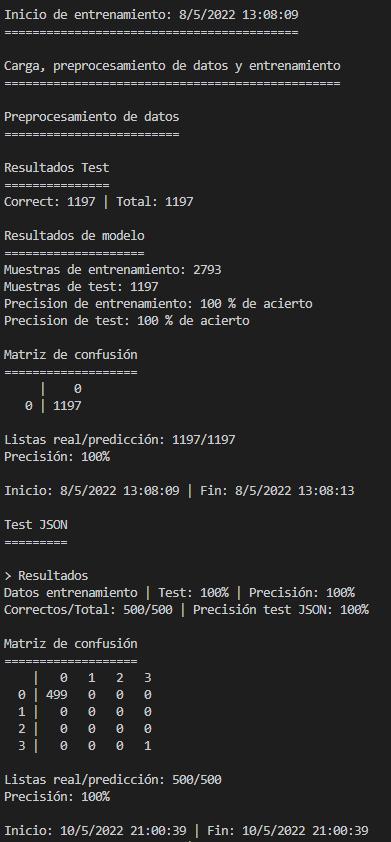 Inicio de entrenamiento: 8/5/2022 13:08:09
==========================================
Carga, preprocesamiento de datos y entrenamiento
================================================
Preprocesamiento de datos
=========================
Resultados Test
===============
Correct: 1197 | Total: 1197
Resultados de modelo
====================
Muestras de entrenamiento: 2793
Muestras de test: 1197
Precision de entrenamiento: 100 % de acierto
Precision de test: 100 % de acierto
Matriz de confusión
===================
     |    0
   0 | 1197
Listas real/predicción: 1197/1197
Precisión: 100%
Inicio: 8/5/2022 13:08:09 | Fin: 8/5/2022 13:08:13
Test JSON
=========
> Resultados
Datos entrenamiento | Test: 100% | Precisión: 100%
Correctos/Total: 500/500 | Precisión test JSON: 100%
Matriz de confusión
===================
    |   0   1   2   3
  0 | 499   0   0   0
  1 |   0   0   0   0
  2 |   0   0   0   0
  3 |   0   0   0   1
Listas real/predicción: 500/500
Precisión: 100%
Inicio: 10/5/2022 21:00:39 | Fin: 10/5/2022 21:00:39